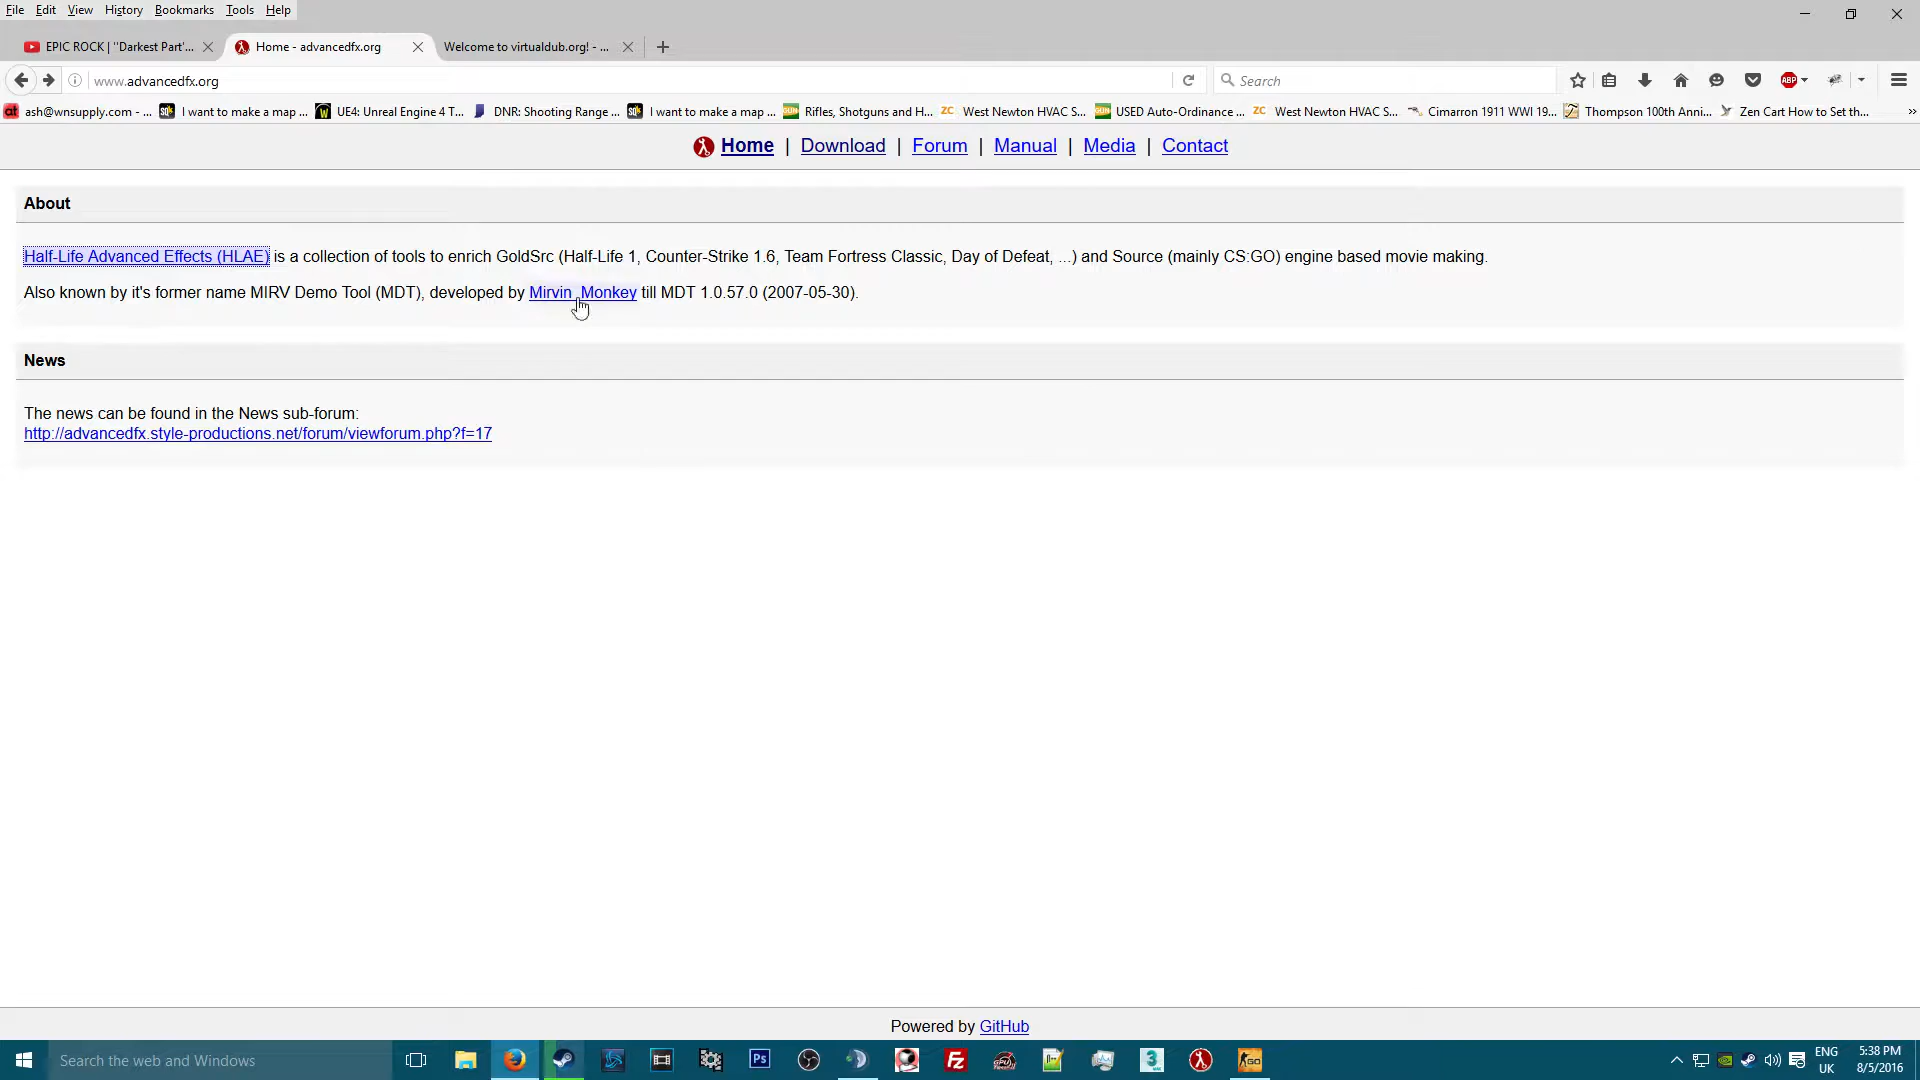 File Edit View History Bookmarks Tools Help
EPIC ROCK | ''Darkest Part'... Home - advancedfx.org Welcome to virtualdub.org! - ...
www.advancedfx.org Search
ash@wnsupply.com - ... I want to make a map ... UE4: Unreal Engine 4 T... DNR: Shooting Range ... I want to make a map ... Rifles, Shotguns and H... West Newton HVAC S... USED Auto-Ordinance ... West Newton HVAC S... Cimarron 1911 WWI 19... Thompson 100th Anni... Zen Cart How to Set th...
Home | Download | Forum | Manual | Media | Contact
About
Half-Life Advanced Effects (HLAE) is a collection of tools to enrich GoldSrc (Half-Life 1, Counter-Strike 1.6, Team Fortress Classic, Day of Defeat, ...) and Source (mainly CS:GO) engine based movie making.
Also known by it's former name MIRV Demo Tool (MDT), developed by Mirvin_Monkey till MDT 1.0.57.0 (2007-05-30).
News
The news can be found in the News sub-forum:
http://advancedfx.style-productions.net/forum/viewforum.php?f=17
Powered by GitHub
Search the web and Windows
ENG 5:38 PM
UK 8/5/2016